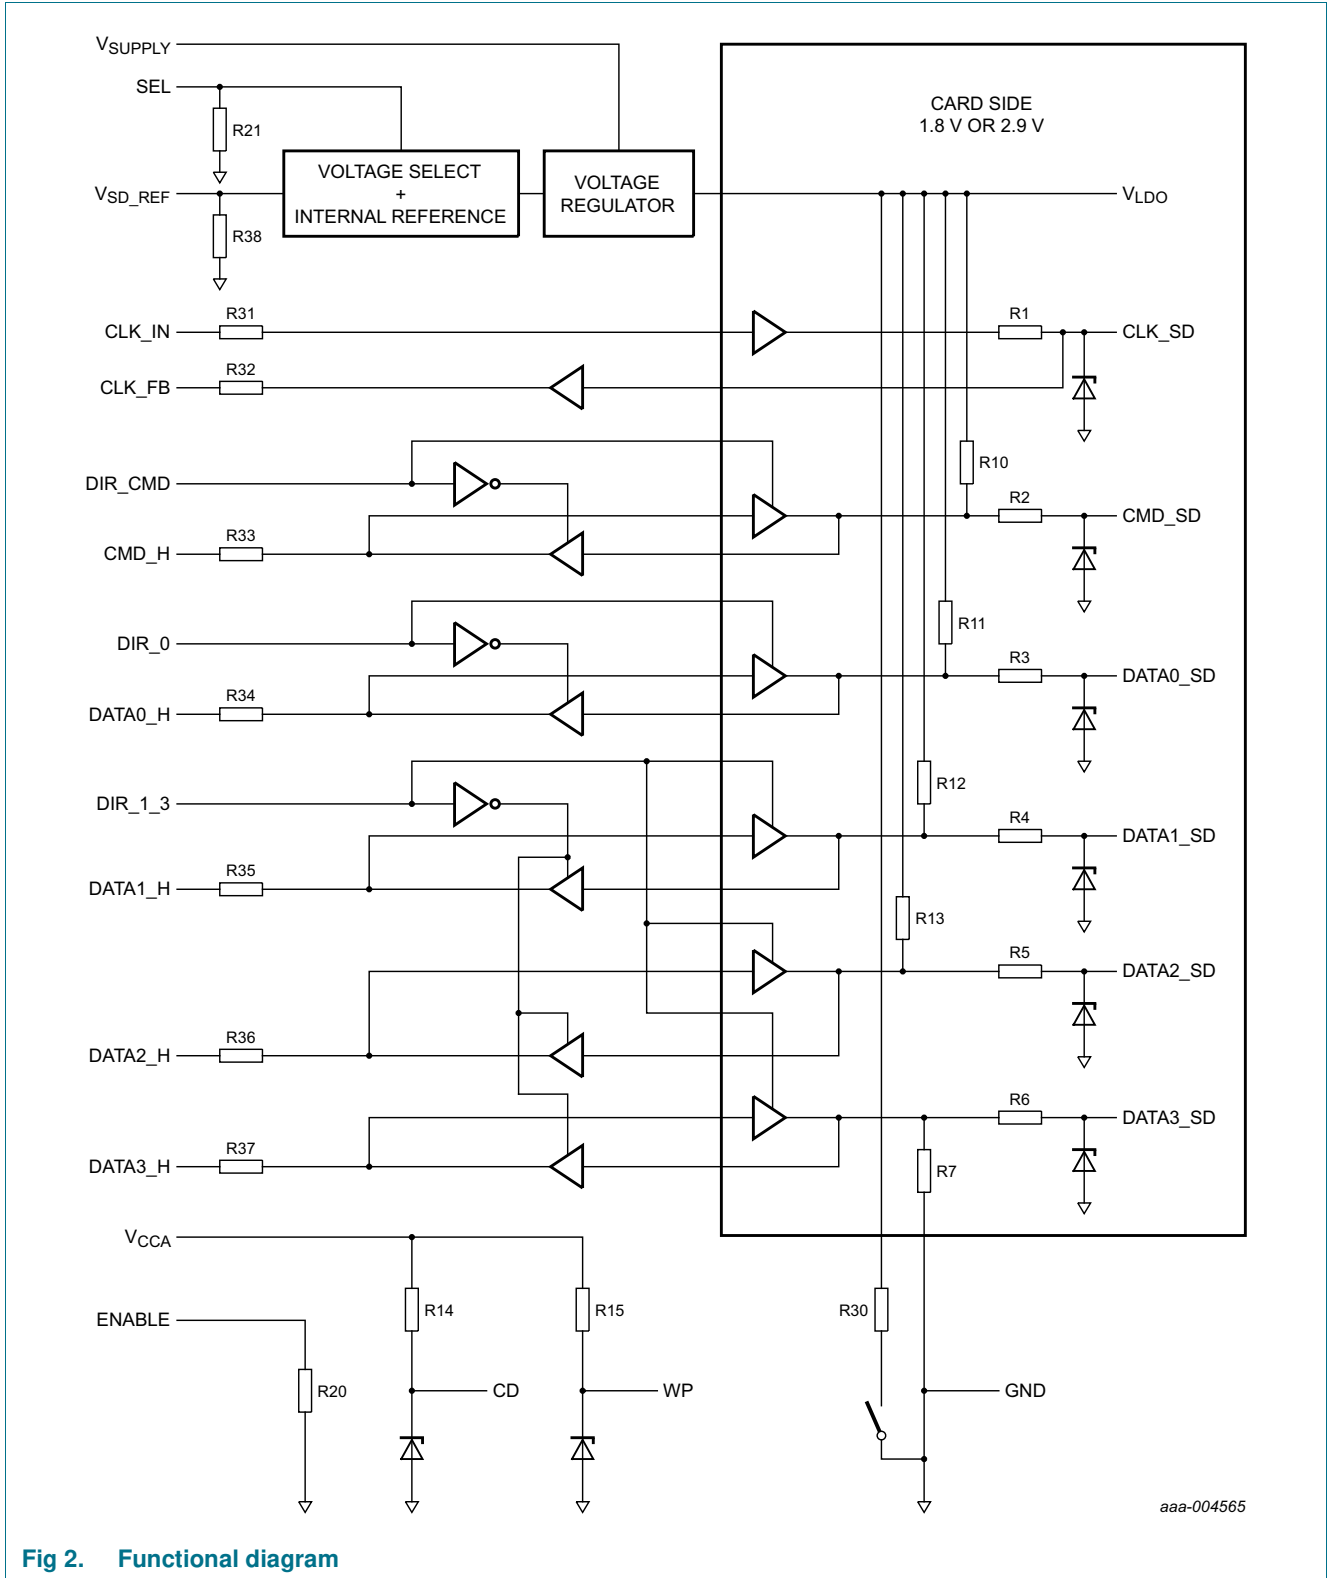 VSUPPLY
SEL
R21
CARD SIDE
1.8 V OR 2.9 V
VOLTAGE SELECT
+
INTERNAL REFERENCE
VOLTAGE
REGULATOR
VSD_REF
VLDO
R38
CLK_IN
R31
R1
CLK_SD
CLK_FB
R32
R10
DIR_CMD
R2
CMD_SD
CMD_H
R33
R11
DIR_0
R3
DATA0_SD
DATA0_H
R34
R12
DIR_1_3
R4
DATA1_SD
DATA1_H
R35
R13
R5
DATA2_SD
DATA2_H
R36
R6
DATA3_SD
DATA3_H
R37
R7
VCCA
R14
R15
R30
ENABLE
R20
CD
WP
GND
aaa-004565
Fig 2. Functional diagram